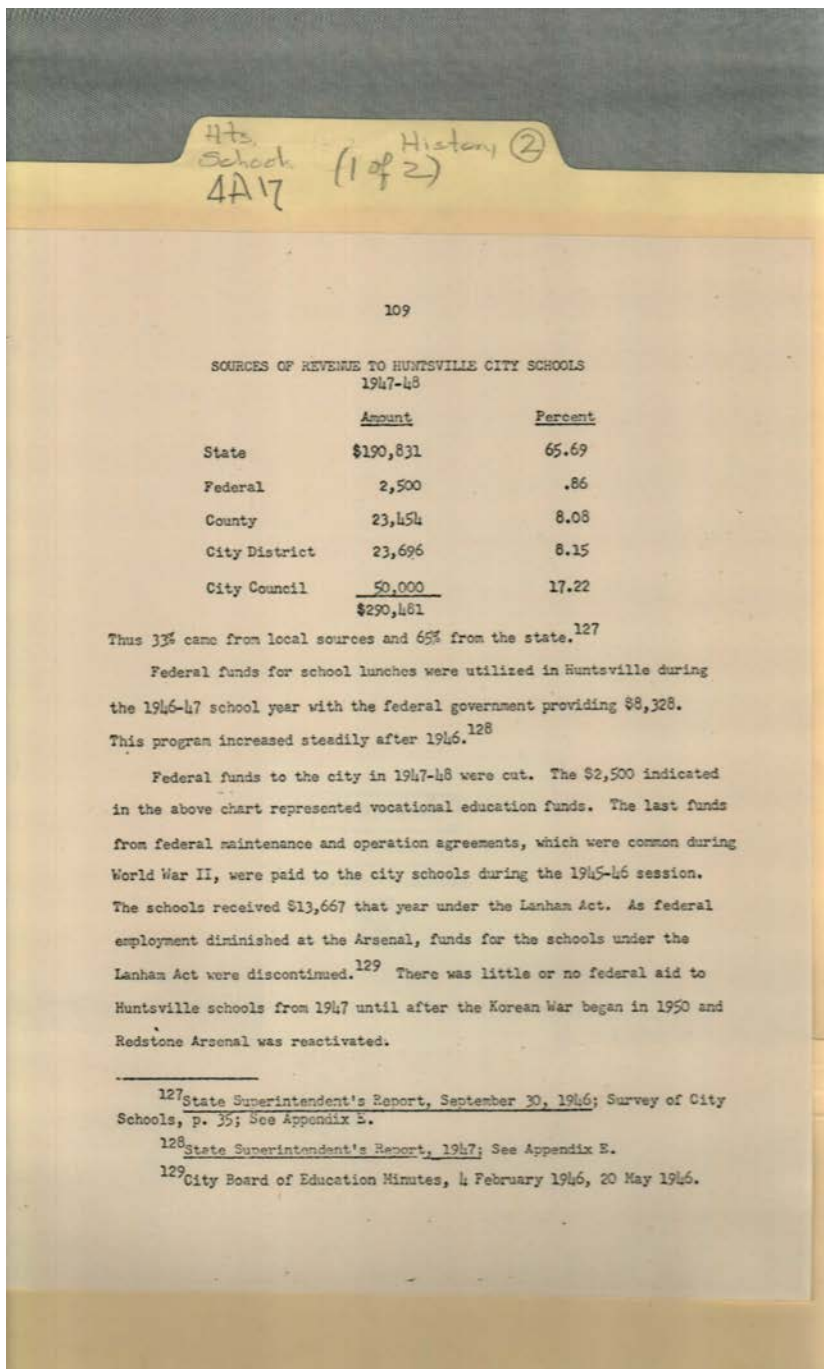 Hts. History ②
School (1 of 2)
4A17
109
SOURCES OF REVENUE TO HUNTSVILLE CITY SCHOOLS
1947-48
Amount Percent
State $190,831 65.69
Federal 2,500 .86
County 23,454 8.08
City District 23,696 8.15
City Council 50,000 17.22
$290,481
Thus 33% came from local sources and 65% from the state.127
Federal funds for school lunches were utilized in Huntsville during
the 1946-47 school year with the federal government providing $8,328.
This program increased steadily after 1946.128
Federal funds to the city in 1947-48 were cut. The $2,500 indicated
in the above chart represented vocational education funds. The last funds
from federal maintenance and operation agreements, which were common during
World War II, were paid to the city schools during the 1945-46 session.
The schools received $13,667 that year under the Lanham Act. As federal
employment diminished at the Arsenal, funds for the schools under the
Lanham Act were discontinued.129 There was little or no federal aid to
Huntsville schools from 1947 until after the Korean War began in 1950 and
Redstone Arsenal was reactivated.
127State Superintendent's Report, September 30, 1946; Survey of City
Schools, p. 35; See Appendix E.
128State Superintendent's Report, 1947; See Appendix E.
129City Board of Education Minutes, 4 February 1946, 20 May 1946.